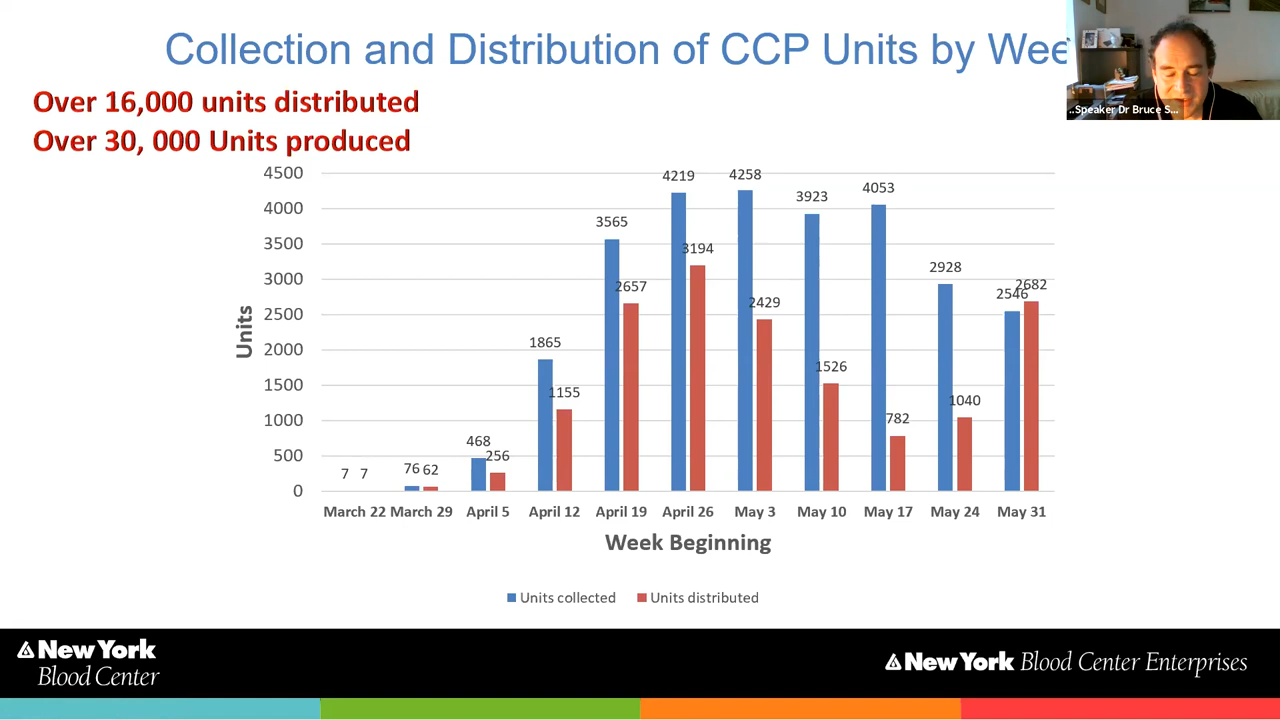 Collection and Distribution of CCP Units by Wee
..Speaker Dr Bruce S...
Over 16,000 units distributed
Over 30, 000 Units produced
4500
4000
3500
3000
2500
2000
1500
1000
500
0
Units
7 7
76 62
468 256
1865 1155
3565 2657
4219 3194
4258 2429
3923 1526
4053 782
2928 1040
2546 2682
March 22 March 29 April 5 April 12 April 19 April 26 May 3 May 10 May 17 May 24 May 31
Week Beginning
Units collected Units distributed
New York
Blood Center
New York Blood Center Enterprises